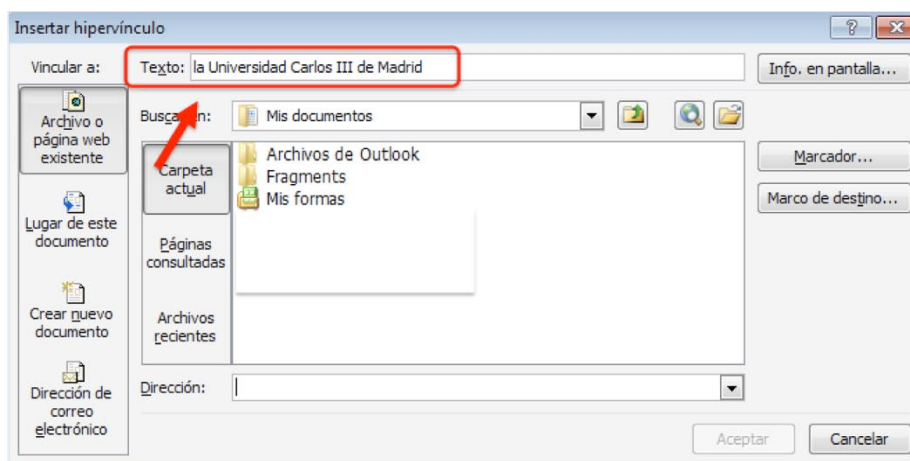 Insertar hipervínculo
Vincular a:
Texto: la Universidad Carlos III de Madrid
Info. en pantalla...
Archivo o
página web
existente
Lugar de este
documento
Crear nuevo
documento
Dirección de
correo
electrónico
Buscar en:
Mis documentos
Carpeta
actual
Páginas
consultadas
Archivos
recientes
Archivos de Outlook
Fragments
Mis formas
Marcador...
Marco de destino...
Dirección:
Aceptar
Cancelar